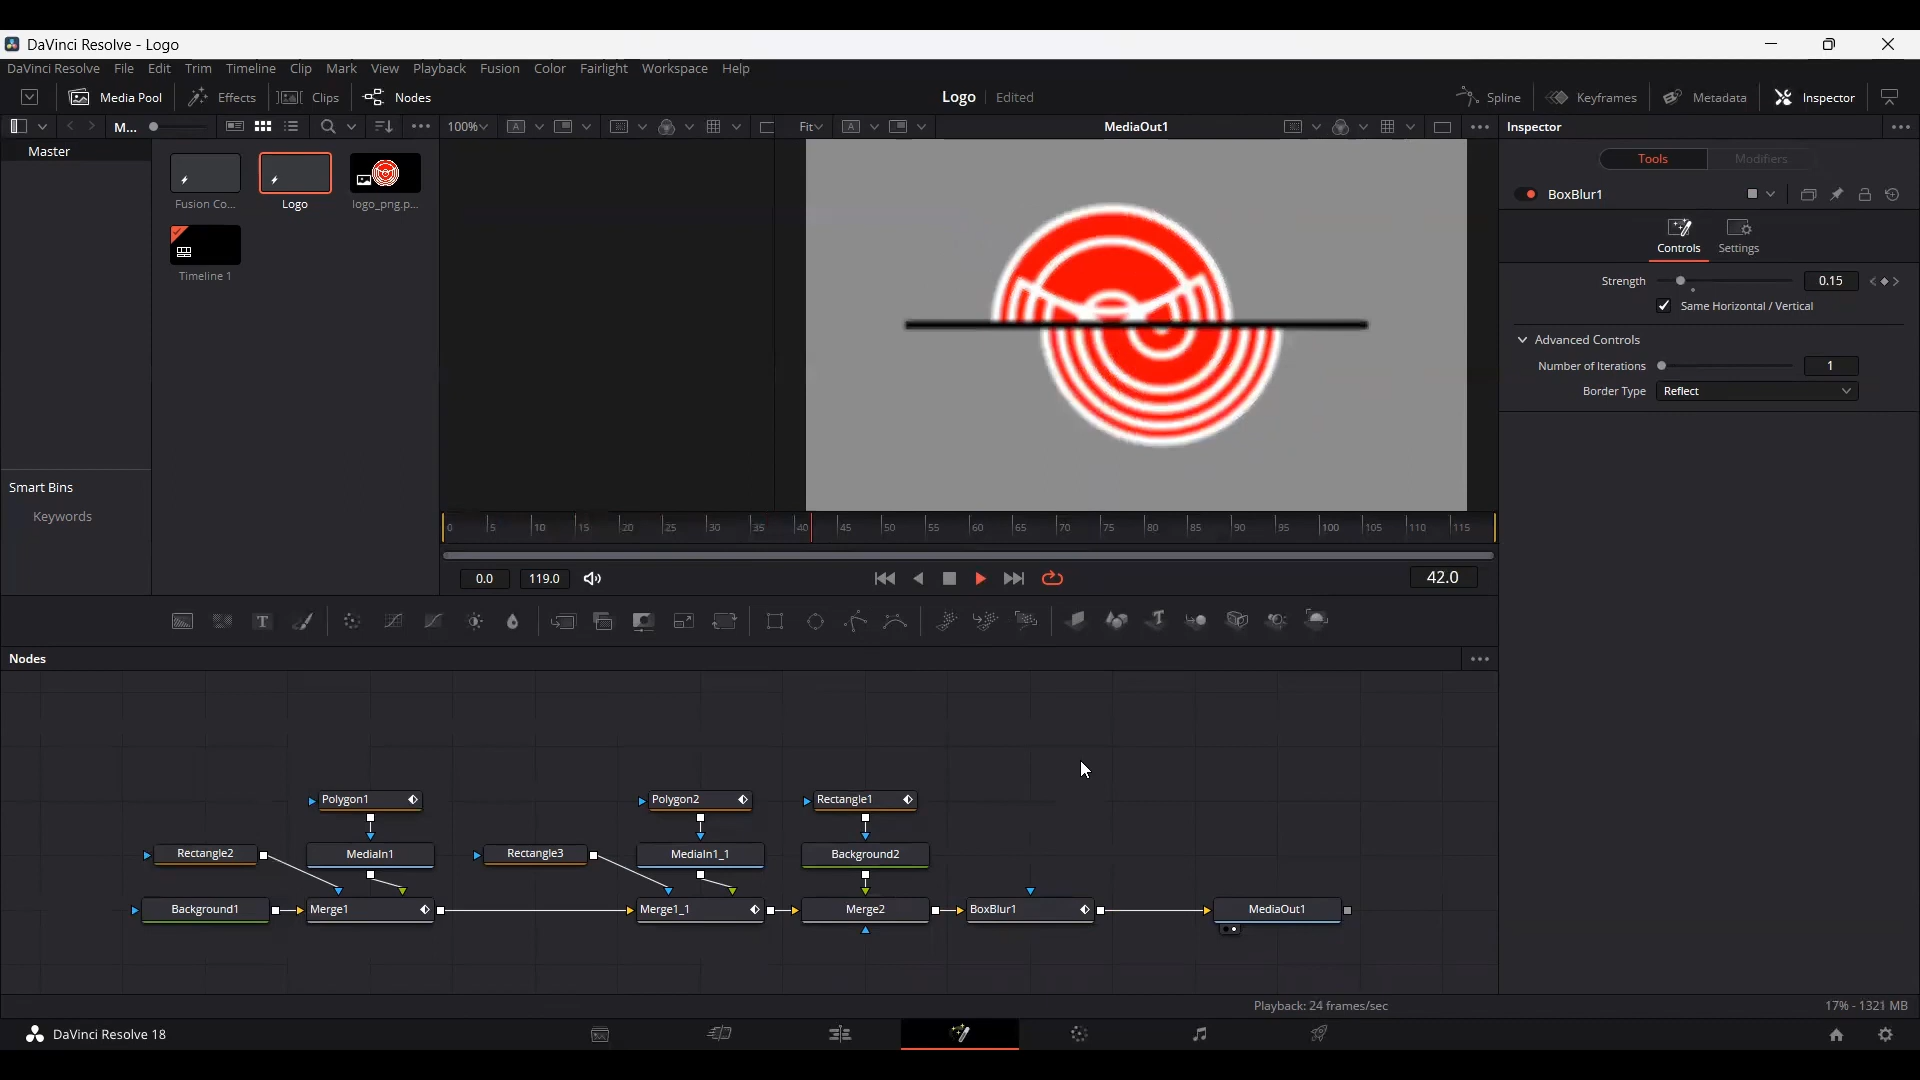 DaVinci Resolve - Logo
DaVinci Resolve File Edit Trim Timeline Clip Mark View Playback Fusion Color Fairlight Workspace Help
Media Pool Effects Clips Nodes Logo Edited Spline Keyframes Metadata Inspector
M... 100% Fit MediaOut1 Inspector
Master
Tools Modifiers
BoxBlur1
Fusion Co... Logo logo_png.p...
Controls Settings
Timeline 1
Strength 0.15
Same Horizontal / Vertical
Advanced Controls
Number of Iterations 1
Border Type Reflect
Smart Bins
Keywords
0 5 10 15 20 25 30 35 40 45 50 55 60 65 70 75 80 85 90 95 100 105 110 115
0.0 119.0 42.0
Nodes
Polygon1 Polygon2 Rectangle1
Rectangle2 MediaIn1 Rectangle3 MediaIn1_1 Background2
Background1 Merge1 Merge1_1 Merge2 BoxBlur1 MediaOut1
Playback: 24 frames/sec 17% - 1321 MB
DaVinci Resolve 18